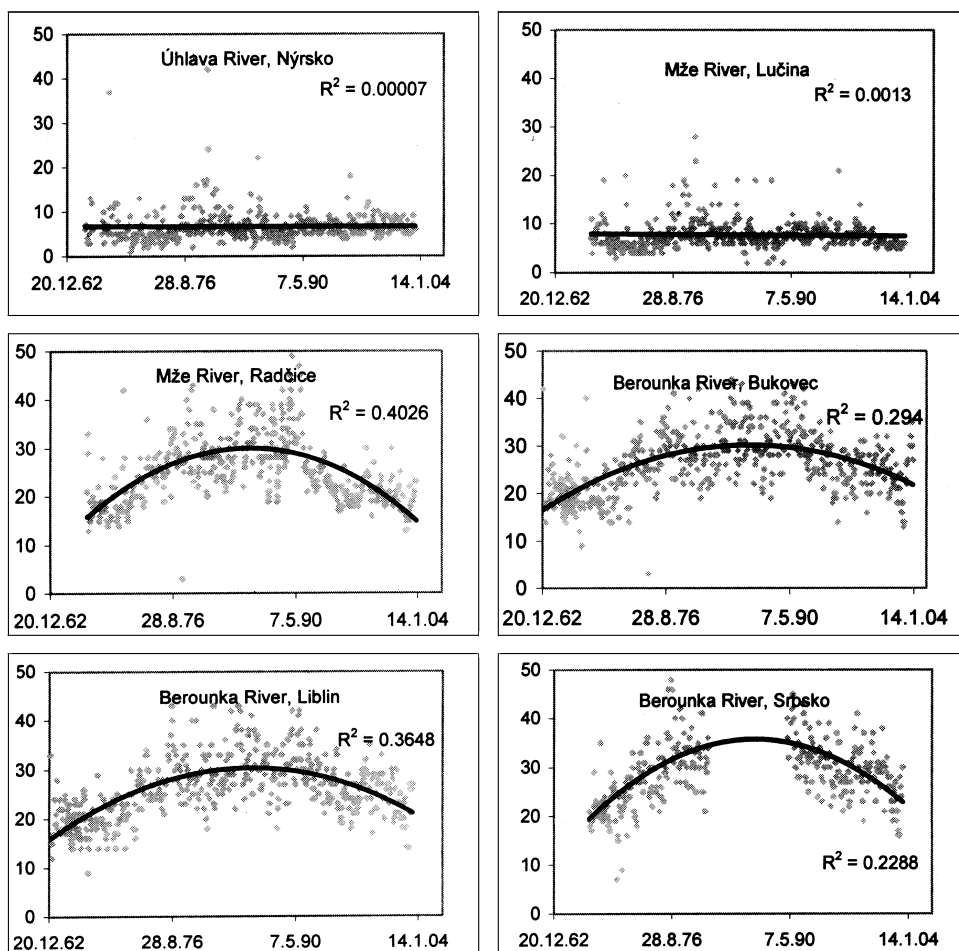 50
40
30
20
10
0
Úhlava River, Nýrsko
R² = 0.00007
20.12.62 28.8.76 7.5.90 14.1.04
50
40
30
20
10
0
Mže River, Lučina
R² = 0.0013
20.12.62 28.8.76 7.5.90 14.1.04
50
40
30
20
10
0
Mže River, Radčice
R² = 0.4026
20.12.62 28.8.76 7.5.90 14.1.04
50
40
30
20
10
0
Berounka River, Bukovec
R² = 0.294
20.12.62 28.8.76 7.5.90 14.1.04
50
40
30
20
10
0
Berounka River, Liblin
R² = 0.3648
20.12.62 28.8.76 7.5.90 14.1.04
50
40
30
20
10
0
Berounka River, Srbsko
R² = 0.2288
20.12.62 28.8.76 7.5.90 14.1.04